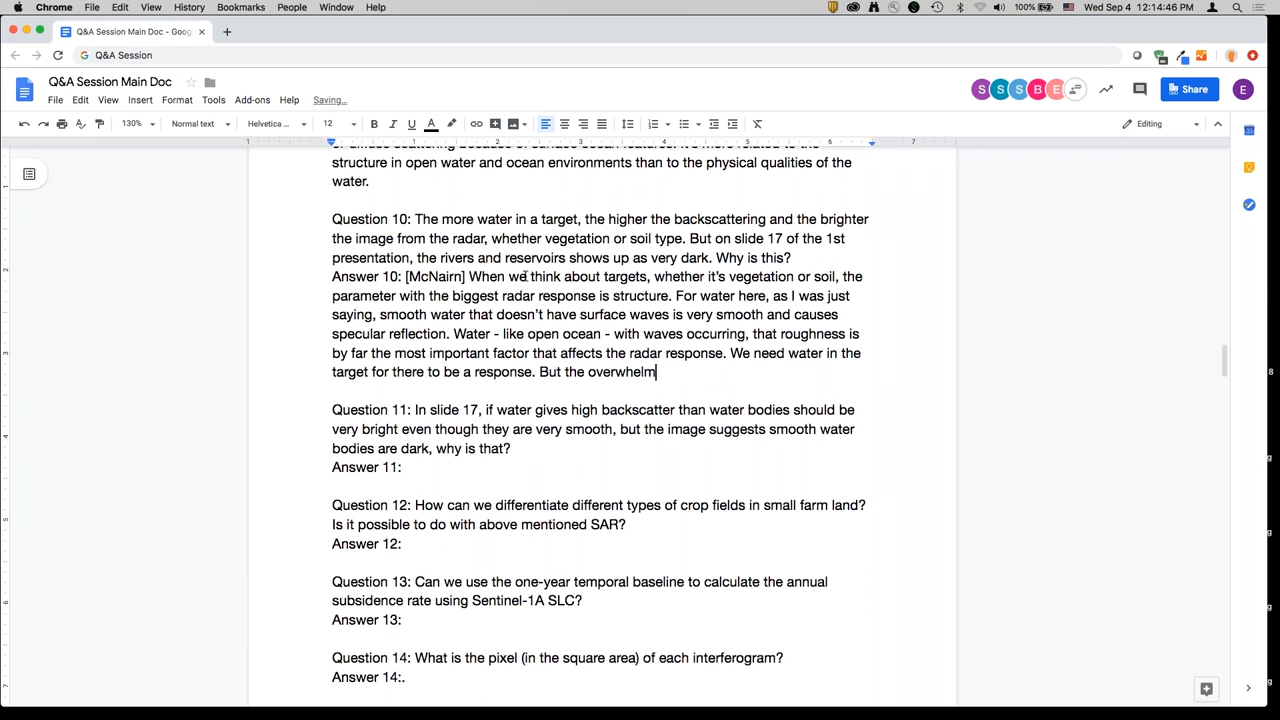 Chrome File Edit View History Bookmarks People Window Help 100% Wed Sep 4 12:14:46 PM
Q&A Session Main Doc - Goog
Q&A Session
Q&A Session Main Doc
File Edit View Insert Format Tools Add-ons Help Saving...
S S S B E Share E
130% Normal text Helvetica ... 12 B I U A Editing
1 1 2 3 4 5 6 7
structure in open water and ocean environments than to the physical qualities of the
water.
Question 10: The more water in a target, the higher the backscattering and the brighter
the image from the radar, whether vegetation or soil type. But on slide 17 of the 1st
presentation, the rivers and reservoirs shows up as very dark. Why is this?
Answer 10: [McNairn] When we think about targets, whether it's vegetation or soil, the
parameter with the biggest radar response is structure. For water here, as I was just
saying, smooth water that doesn't have surface waves is very smooth and causes
specular reflection. Water - like open ocean - with waves occurring, that roughness is
by far the most important factor that affects the radar response. We need water in the
target for there to be a response. But the overwhelm
Question 11: In slide 17, if water gives high backscatter than water bodies should be
very bright even though they are very smooth, but the image suggests smooth water
bodies are dark, why is that?
Answer 11:
Question 12: How can we differentiate different types of crop fields in small farm land?
Is it possible to do with above mentioned SAR?
Answer 12:
Question 13: Can we use the one-year temporal baseline to calculate the annual
subsidence rate using Sentinel-1A SLC?
Answer 13:
Question 14: What is the pixel (in the square area) of each interferogram?
Answer 14:.